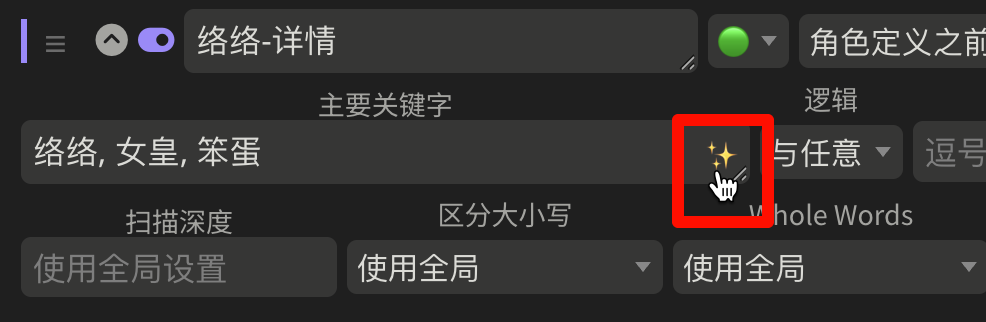 络络-详情
角色定义之前
主要关键字
逻辑
络络, 女皇, 笨蛋
与任意
逗号
扫描深度
区分大小写
Whole Words
使用全局设置
使用全局
使用全局